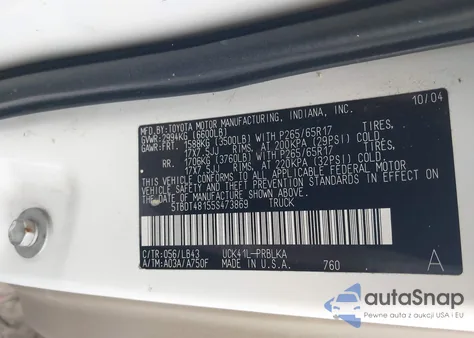 MFD. BY: TOYOTA MOTOR MANUFACTURING, INDIANA, INC. 10/04
GVWR: 2994KG (6600LB)
GAWR: FRT. 1588KG (3500LB) WITH P265/65R17 TIRES,
17X7.5JJ RIMS, AT 200KPA (29PSI) COLD
RR. 1706KG (3760LB) WITH P265/65R17 TIRES,
17X7.5JJ RIMS, AT 220KPA (32PSI) COLD
THIS VEHICLE CONFORMS TO ALL APPLICABLE FEDERAL MOTOR
VEHICLE SAFETY STANDARDS IN EFFECT ON THE DATE OF
MANUFACTURE SHOWN ABOVE.
5TBDT48155S473869 TRUCK
C/TR: 056/LB43 UCK41L-PRBLKA
A/TM: A03A/A750F MADE IN U.S.A. 760 A
autaSnap
Pewne auta z aukcji USA i EU